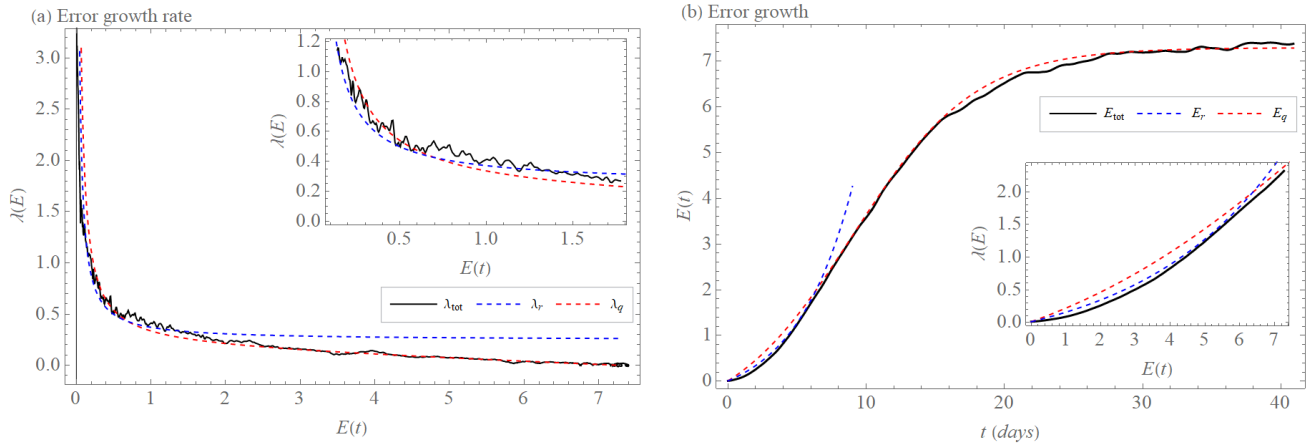 (a) Error growth rate
3.0
2.5
2.0
1.5
1.0
0.5
0.0
λ(E)
0 1 2 3 4 5 6 7
E(t)
1.2
1.0
0.8
0.6
0.4
0.2
0.0
λ(E)
0.5 1.0 1.5
E(t)
λtot λr λq
(b) Error growth
7
6
5
4
3
2
1
0
E(t)
0 10 20 30 40
t (days)
Etot Er Eq
2.0
1.5
1.0
0.5
0.0
λ(E)
0 1 2 3 4 5 6 7
E(t)